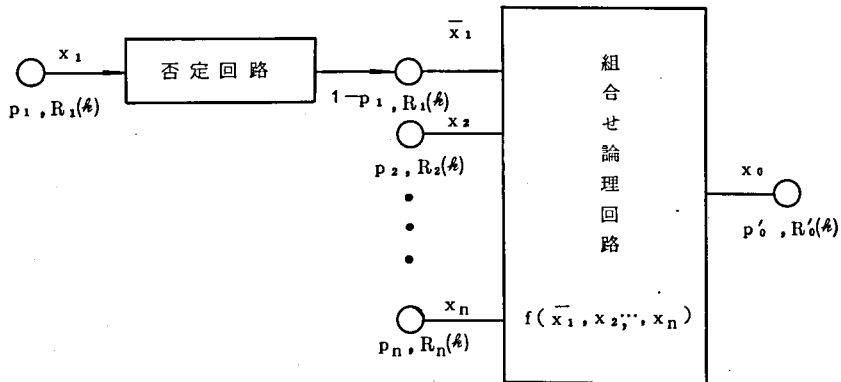 x₁
否定回路
p₁, R₁(k)
x̄₁
1−p₁, R₁(k)
x₂
p₂, R₂(k)
xₙ
pₙ, Rₙ(k)
組合せ論理回路
f(x̄₁, x₂, …, xₙ)
x₀
p′₀, R′₀(k)